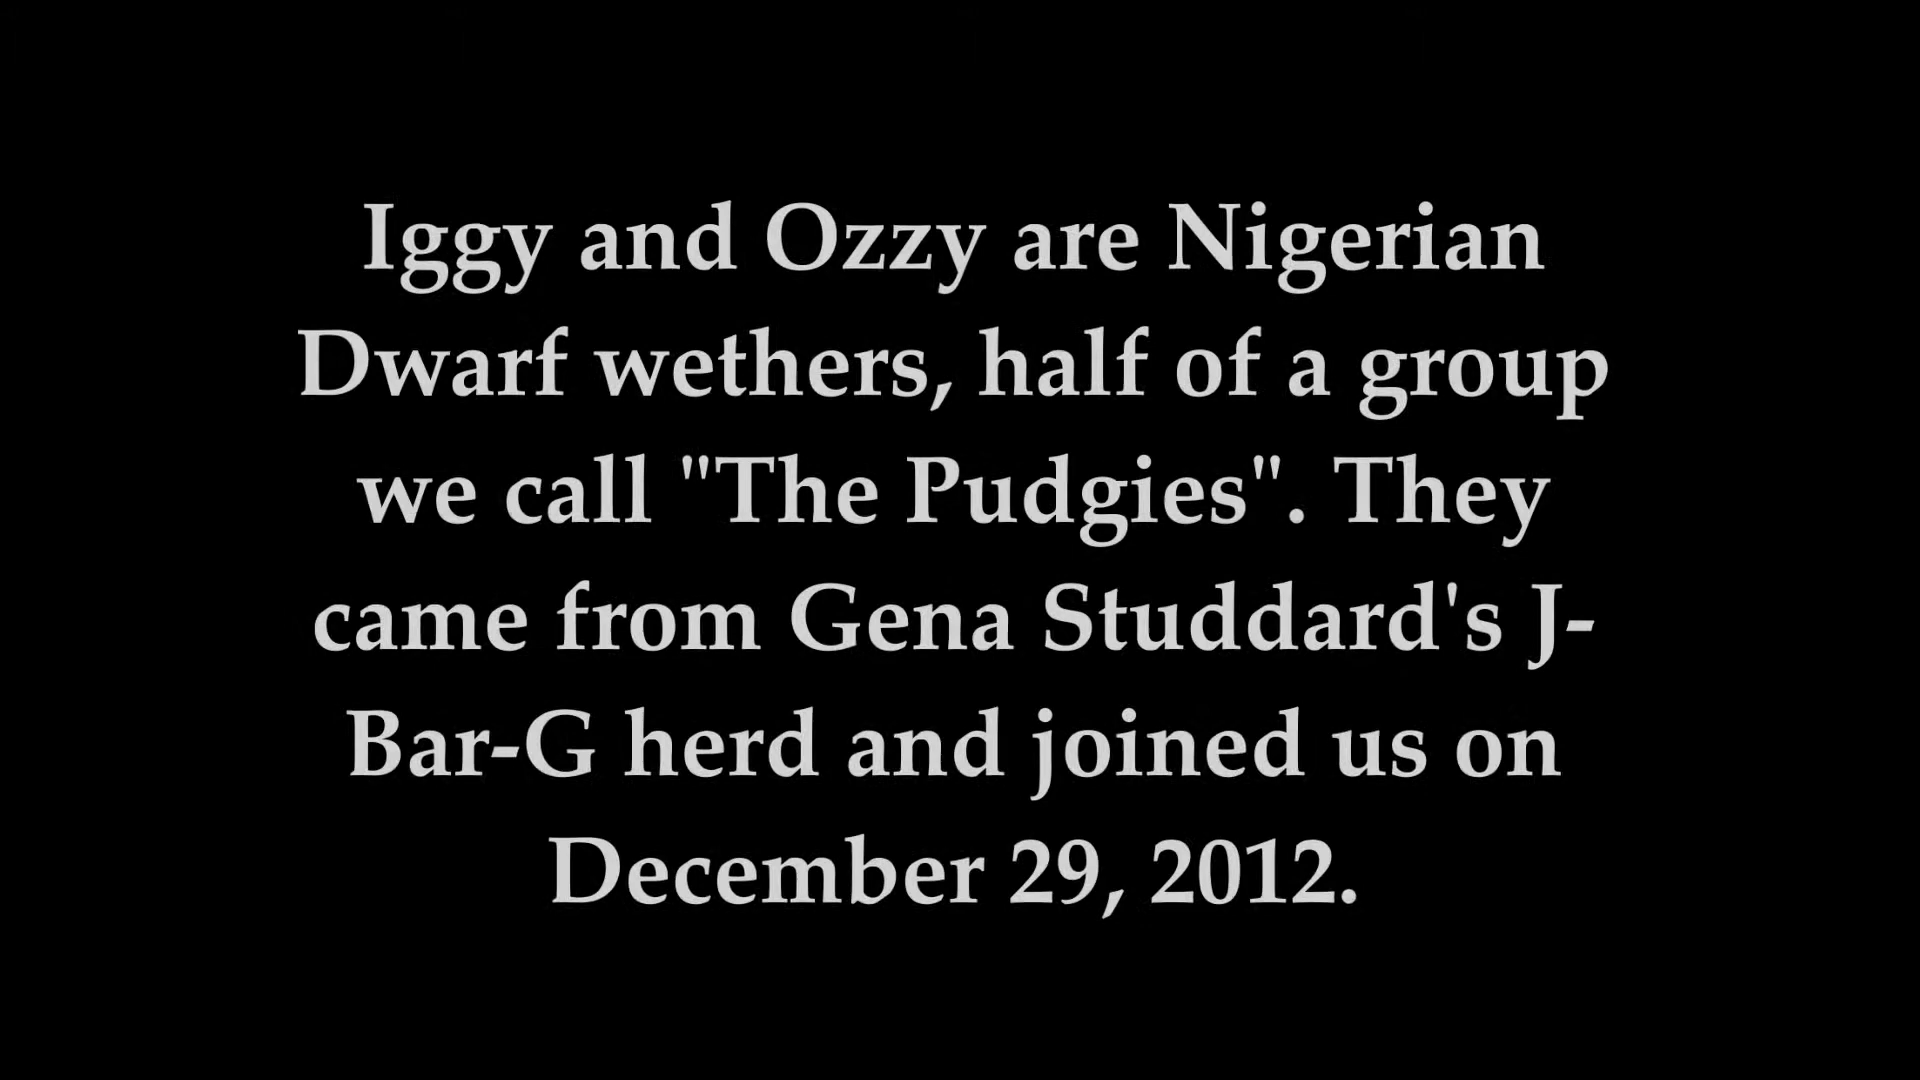 Iggy and Ozzy are Nigerian
Dwarf wethers, half of a group
we call "The Pudgies". They
came from Gena Studdard's J-
Bar-G herd and joined us on
December 29, 2012.